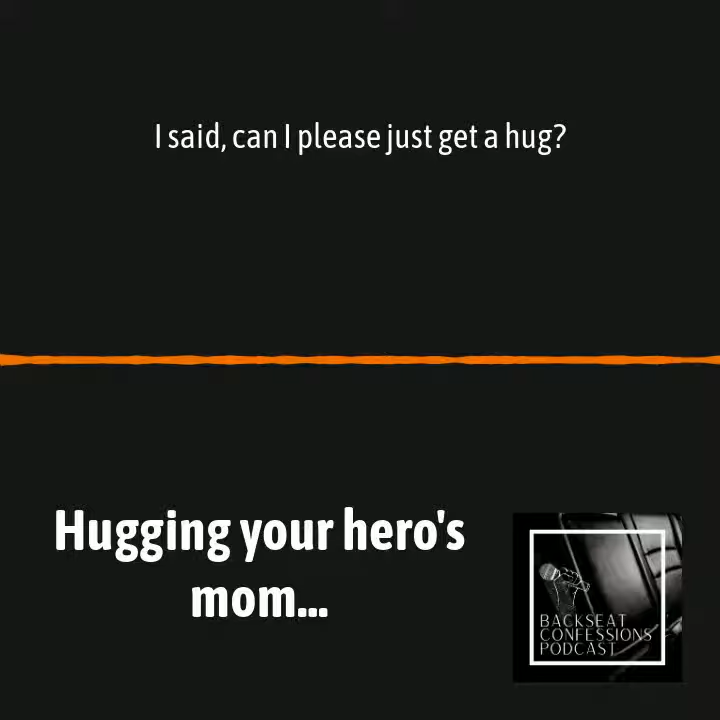 I said, can I please just get a hug?
Hugging your hero's
mom...
BACKSEAT
CONFESSIONS
PODCAST